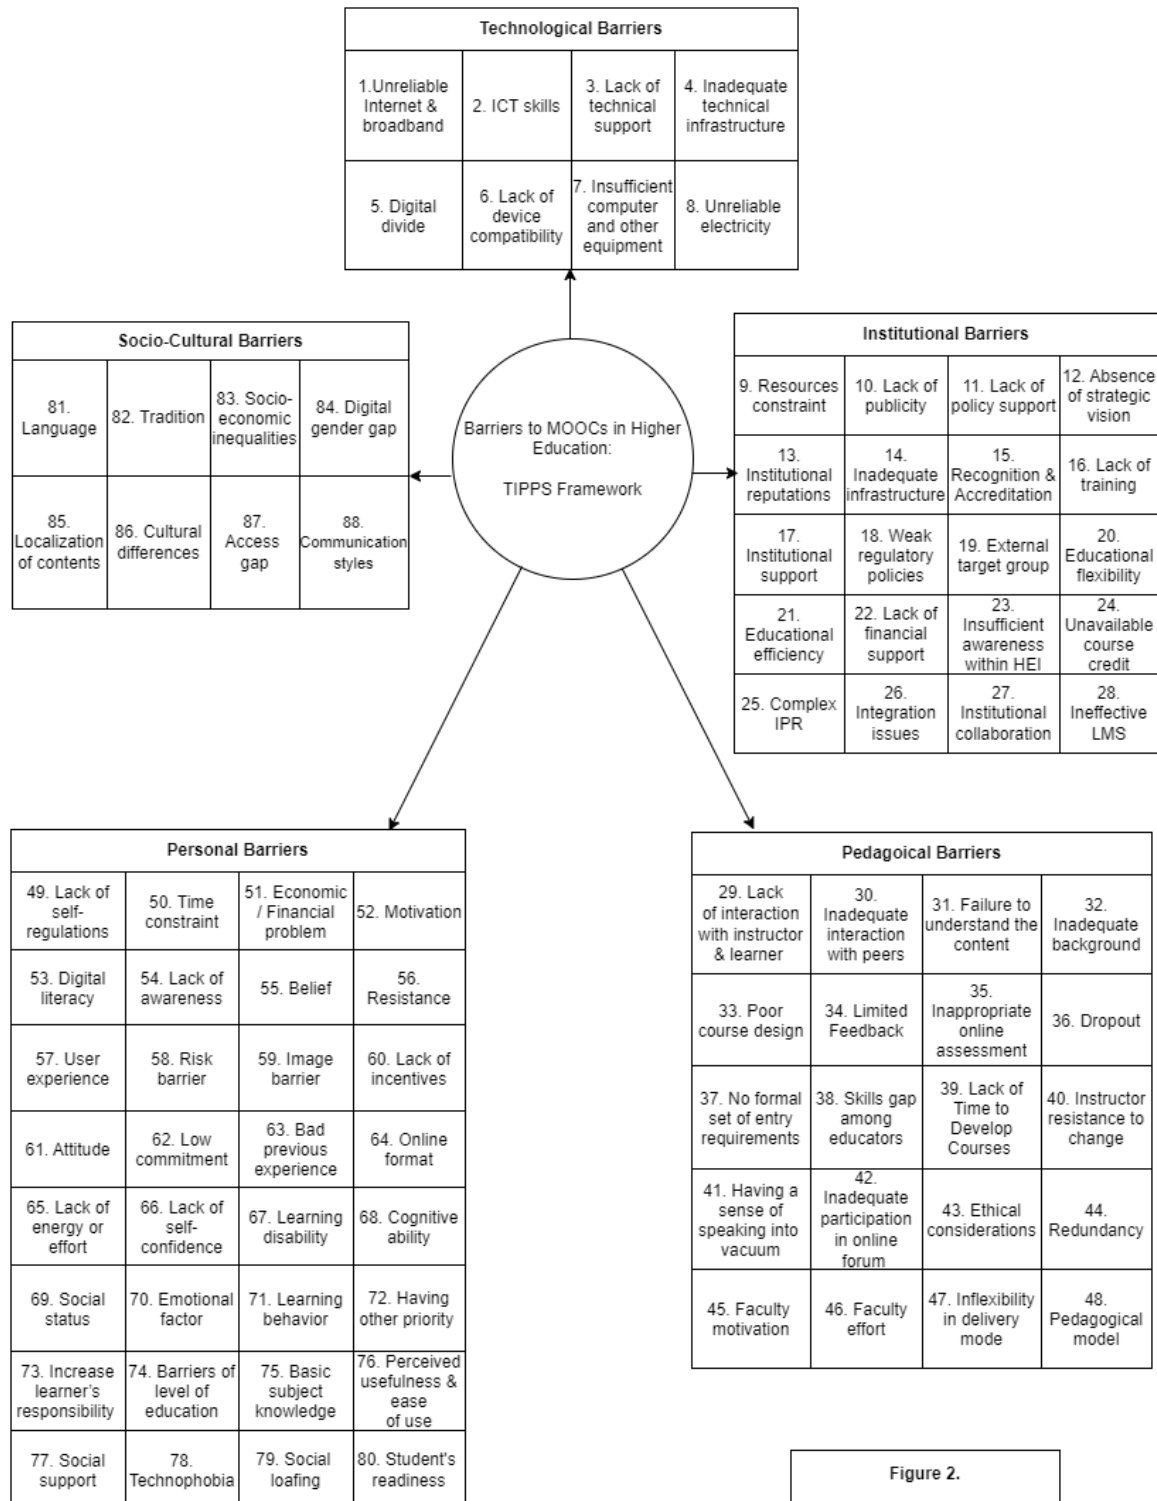 Technological Barriers
1.Unreliable
Internet &
broadband
2. ICT skills
3. Lack of
technical
support
4. Inadequate
technical
infrastructure
5. Digital
divide
6. Lack of
device
compatibility
7. Insufficient
computer
and other
equipment
8. Unreliable
electricity
Socio-Cultural Barriers
81.
Language
82. Tradition
83. Socio-
economic
inequalities
84. Digital
gender gap
85.
Localization
of contents
86. Cultural
differences
87.
Access
gap
88.
Communication
styles
Barriers to MOOCs in Higher
Education:
TIPPS Framework
Institutional Barriers
9. Resources
constraint
10. Lack of
publicity
11. Lack of
policy support
12. Absence
of strategic
vision
13.
Institutional
reputations
14.
Inadequate
infrastructure
15.
Recognition &
Accreditation
16. Lack of
training
17.
Institutional
support
18. Weak
regulatory
policies
19. External
target group
20.
Educational
flexibility
21.
Educational
efficiency
22. Lack of
financial
support
23.
Insufficient
awareness
within HEI
24.
Unavailable
course
credit
25. Complex
IPR
26.
Integration
issues
27.
Institutional
collaboration
28.
Ineffective
LMS
Personal Barriers
49. Lack of
self-
regulations
50. Time
constraint
51. Economic
/ Financial
problem
52. Motivation
53. Digital
literacy
54. Lack of
awareness
55. Belief
56.
Resistance
57. User
experience
58. Risk
barrier
59. Image
barrier
60. Lack of
incentives
61. Attitude
62. Low
commitment
63. Bad
previous
experience
64. Online
format
65. Lack of
energy or
effort
66. Lack of
self-
confidence
67. Learning
disability
68. Cognitive
ability
69. Social
status
70. Emotional
factor
71. Learning
behavior
72. Having
other priority
73. Increase
learner's
responsibility
74. Barriers of
level of
education
75. Basic
subject
knowledge
76. Perceived
usefulness &
ease
of use
77. Social
support
78.
Technophobia
79. Social
loafing
80. Student's
readiness
Pedagoical Barriers
29. Lack
of interaction
with instructor
& learner
30.
Inadequate
interaction
with peers
31. Failure to
understand the
content
32.
Inadequate
background
33. Poor
course design
34. Limited
Feedback
35.
Inappropriate
online
assessment
36. Dropout
37. No formal
set of entry
requirements
38. Skills gap
among
educators
39. Lack of
Time to
Develop
Courses
40. Instructor
resistance to
change
41. Having a
sense of
speaking into
vacuum
42.
Inadequate
participation
in online
forum
43. Ethical
considerations
44.
Redundancy
45. Faculty
motivation
46. Faculty
effort
47. Inflexibility
in delivery
mode
48.
Pedagogical
model
Figure 2.